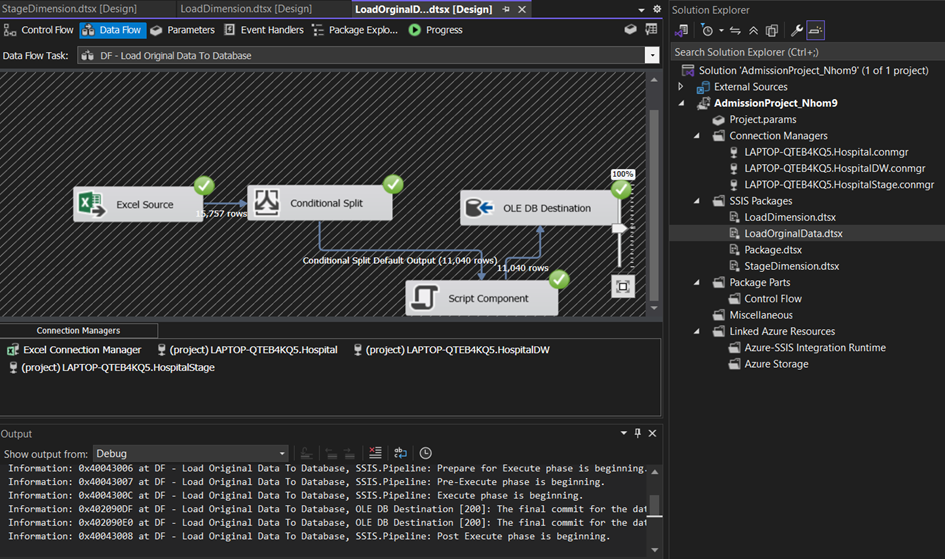 StageDimension.dtsx [Design]
LoadDimension.dtsx [Design]
LoadOrginalD...dtsx [Design]
Control Flow
Data Flow
Parameters
Event Handlers
Package Explo...
Progress
Data Flow Task:
DF - Load Original Data To Database
Excel Source
15,757 rows
Conditional Split
OLE DB Destination
100%
Conditional Split Default Output (11,040 rows)
11,040 rows
Script Component
Connection Managers
Excel Connection Manager
(project) LAPTOP-QTEB4KQ5.Hospital
(project) LAPTOP-QTEB4KQ5.HospitalDW
(project) LAPTOP-QTEB4KQ5.HospitalStage
Output
Show output from:
Debug
Information: 0x40043006 at DF - Load Original Data To Database, SSIS.Pipeline: Prepare for Execute phase is beginning.
Information: 0x40043007 at DF - Load Original Data To Database, SSIS.Pipeline: Pre-Execute phase is beginning.
Information: 0x4004300C at DF - Load Original Data To Database, SSIS.Pipeline: Execute phase is beginning.
Information: 0x402090DF at DF - Load Original Data To Database, OLE DB Destination [200]: The final commit for the dat
Information: 0x402090E0 at DF - Load Original Data To Database, OLE DB Destination [200]: The final commit for the dat
Information: 0x40043008 at DF - Load Original Data To Database, SSIS.Pipeline: Post Execute phase is beginning.
Solution Explorer
Search Solution Explorer (Ctrl+;)
Solution 'AdmissionProject_Nhom9' (1 of 1 project)
External Sources
AdmissionProject_Nhom9
Project.params
Connection Managers
LAPTOP-QTEB4KQ5.Hospital.conmgr
LAPTOP-QTEB4KQ5.HospitalDW.conmgr
LAPTOP-QTEB4KQ5.HospitalStage.conmgr
SSIS Packages
LoadDimension.dtsx
LoadOrginalData.dtsx
Package.dtsx
StageDimension.dtsx
Package Parts
Control Flow
Miscellaneous
Linked Azure Resources
Azure-SSIS Integration Runtime
Azure Storage